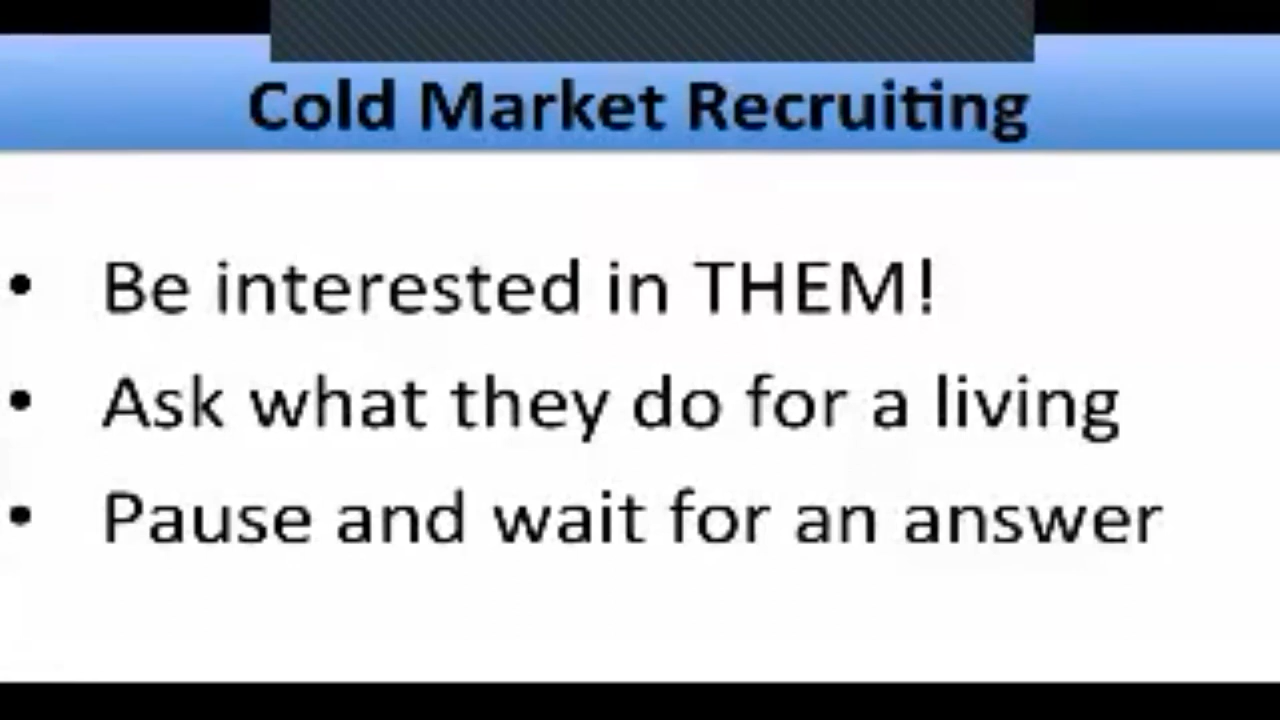 Cold Market Recruiting
• Be interested in THEM!
• Ask what they do for a living
• Pause and wait for an answer